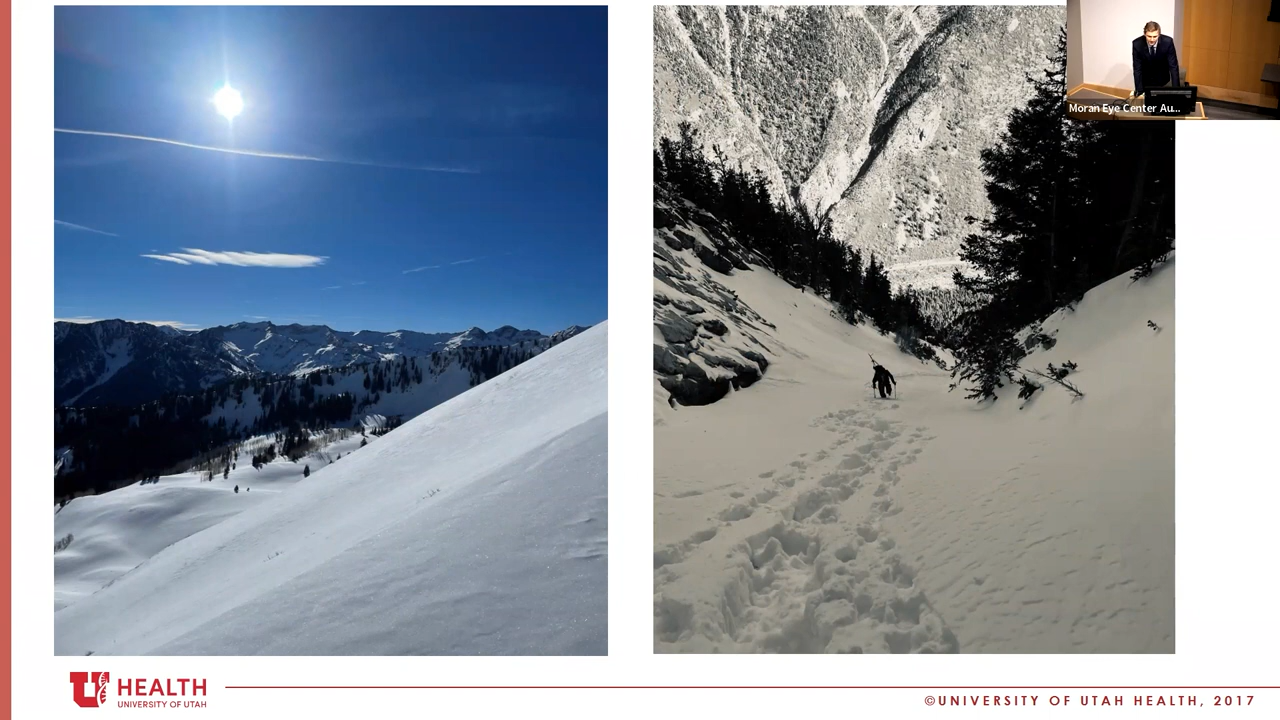 Moran Eye Center Au...
U HEALTH
UNIVERSITY OF UTAH
©UNIVERSITY OF UTAH HEALTH, 2017